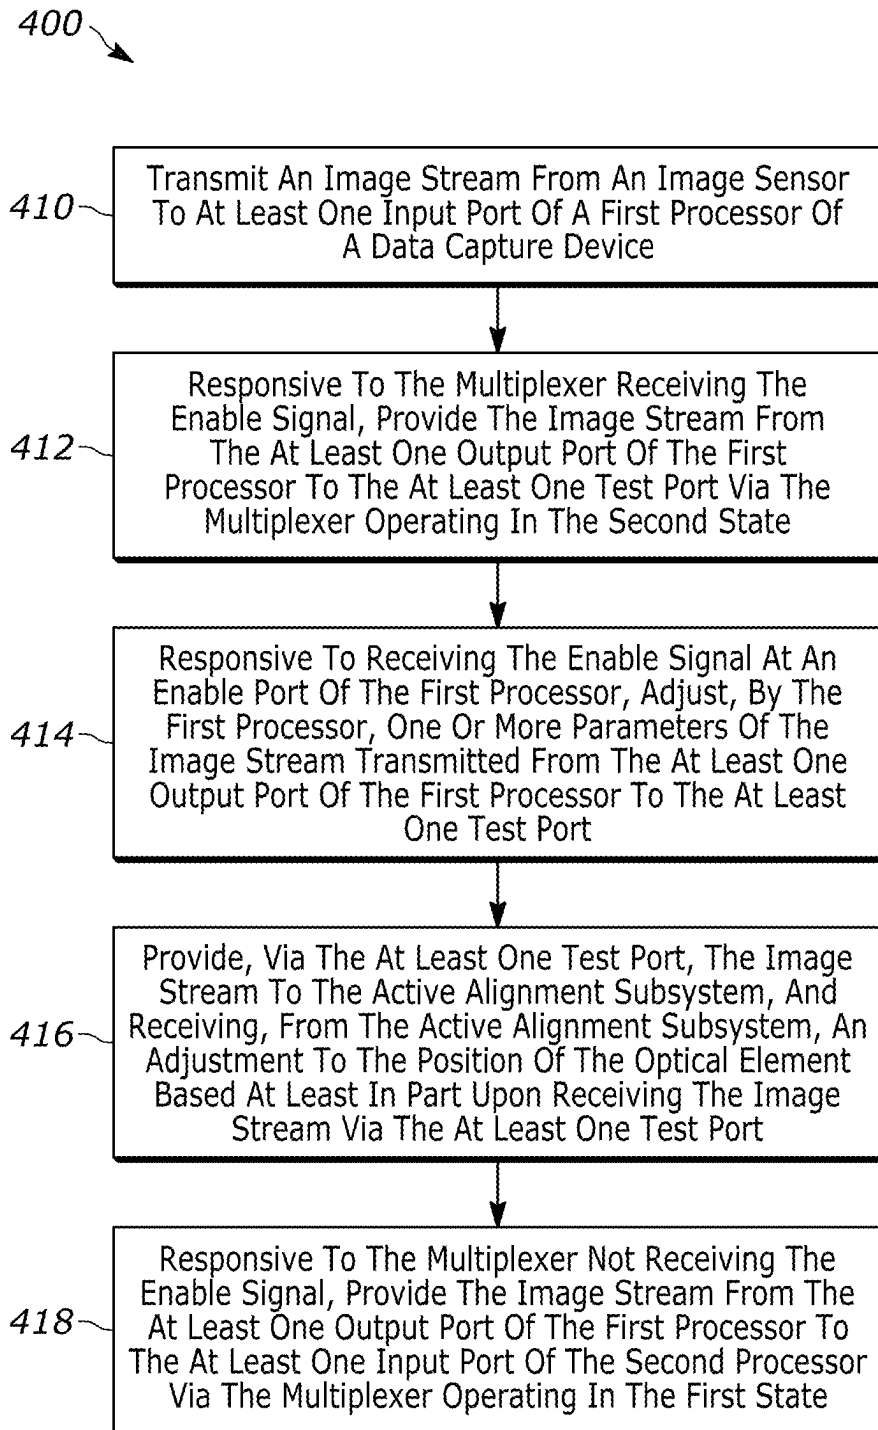 400
410
Transmit An Image Stream From An Image Sensor
To At Least One Input Port Of A First Processor Of
A Data Capture Device
412
Responsive To The Multiplexer Receiving The
Enable Signal, Provide The Image Stream From
The At Least One Output Port Of The First
Processor To The At Least One Test Port Via The
Multiplexer Operating In The Second State
414
Responsive To Receiving The Enable Signal At An
Enable Port Of The First Processor, Adjust, By The
First Processor, One Or More Parameters Of The
Image Stream Transmitted From The At Least One
Output Port Of The First Processor To The At Least
One Test Port
416
Provide, Via The At Least One Test Port, The Image
Stream To The Active Alignment Subsystem, And
Receiving, From The Active Alignment Subsystem, An
Adjustment To The Position Of The Optical Element
Based At Least In Part Upon Receiving The Image
Stream Via The At Least One Test Port
418
Responsive To The Multiplexer Not Receiving The
Enable Signal, Provide The Image Stream From The
At Least One Output Port Of The First Processor To
The At Least One Input Port Of The Second Processor
Via The Multiplexer Operating In The First State